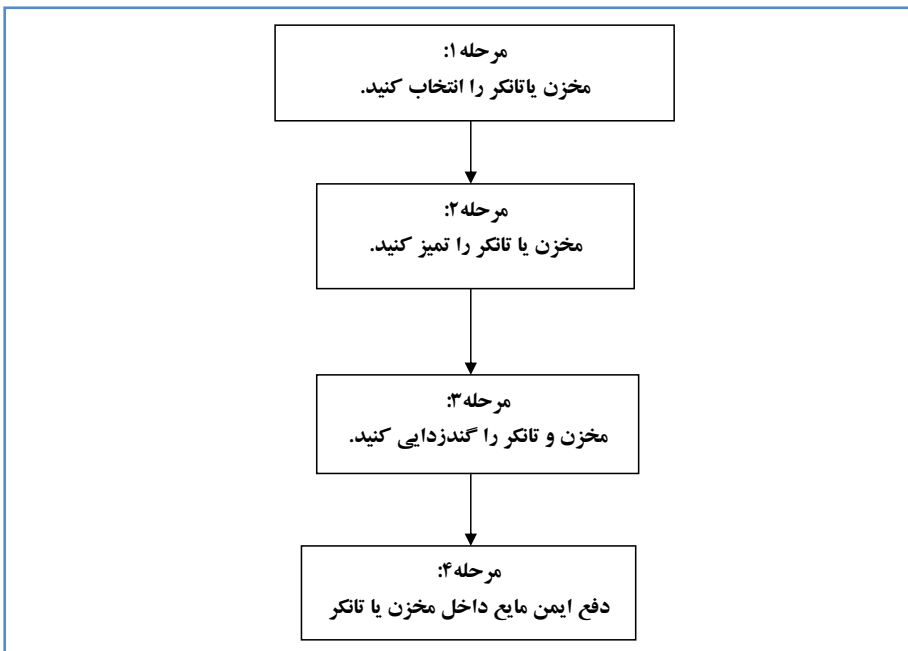 مرحله۱:
مخزن یاتانکر را انتخاب کنید.
مرحله۲:
مخزن یا تانکر را تمیز کنید.
مرحله۳:
مخزن و تانکر را گندزدایی کنید.
مرحله۴:
دفع ایمن مایع داخل مخزن یا تانکر